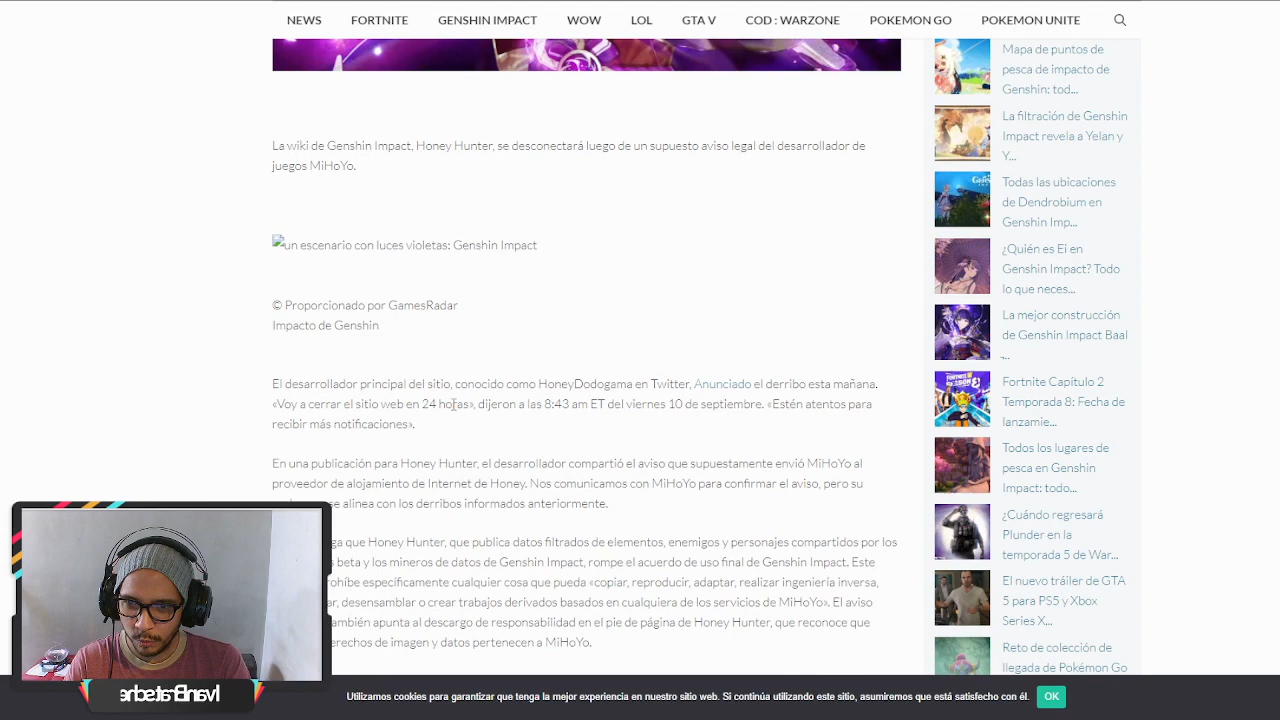 NEWS FORTNITE GENSHIN IMPACT WOW LOL GTA V COD : WARZONE POKEMON GO POKEMON UNITE
La wiki de Genshin Impact, Honey Hunter, se desconectará luego de un supuesto aviso legal del desarrollador de
juegos MiHoYo.
un escenario con luces violetas: Genshin Impact
© Proporcionado por GamesRadar
Impacto de Genshin
El desarrollador principal del sitio, conocido como HoneyDodogama en Twitter, Anunciado el derribo esta mañana.
«Voy a cerrar el sitio web en 24 horas», dijeron a las 8:43 am ET del viernes 10 de septiembre. «Estén atentos para
recibir más notificaciones».
En una publicación para Honey Hunter, el desarrollador compartió el aviso que supuestamente envió MiHoYo al
proveedor de alojamiento de Internet de Honey. Nos comunicamos con MiHoYo para confirmar el aviso, pero su
se alinea con los derribos informados anteriormente.
ga que Honey Hunter, que publica datos filtrados de elementos, enemigos y personajes compartidos por los
s beta y los mineros de datos de Genshin Impact, rompe el acuerdo de uso final de Genshin Impact. Este
rohíbe específicamente cualquier cosa que pueda «copiar, reproducir, adaptar, realizar ingeniería inversa,
ar, desensamblar o crear trabajos derivados basados en cualquiera de los servicios de MiHoYo». El aviso
ambién apunta al descargo de responsabilidad en el pie de página de Honey Hunter, que reconoce que
erechos de imagen y datos pertenecen a MiHoYo.
Mapa de puntos de
pesca de impacto de
Genshin: tod...
La filtración de Genshin
Impact revela a Yelan y
Y...
Todas las ubicaciones
de Dendrobium en
Genshin Imp...
¿Quién es Ei en
Genshin Impact? Todo
lo que neces...
La mejor construcción
de Genshin Impact Baal
...
Fortnite Capítulo 2
Temporada 8: Fecha de
lanzamie...
Todos los lugares de
pesca en Genshin
Impact: todo...
¿Cuándo regresará
Plunder en la
temporada 5 de War...
El nuevo tráiler de GTA
5 para PS5 y Xbox
Series X...
Reto de colección de
llegada de Pokémon Go
Utilizamos cookies para garantizar que tenga la mejor experiencia en nuestro sitio web. Si continúa utilizando este sitio, asumiremos que está satisfecho con él. OK